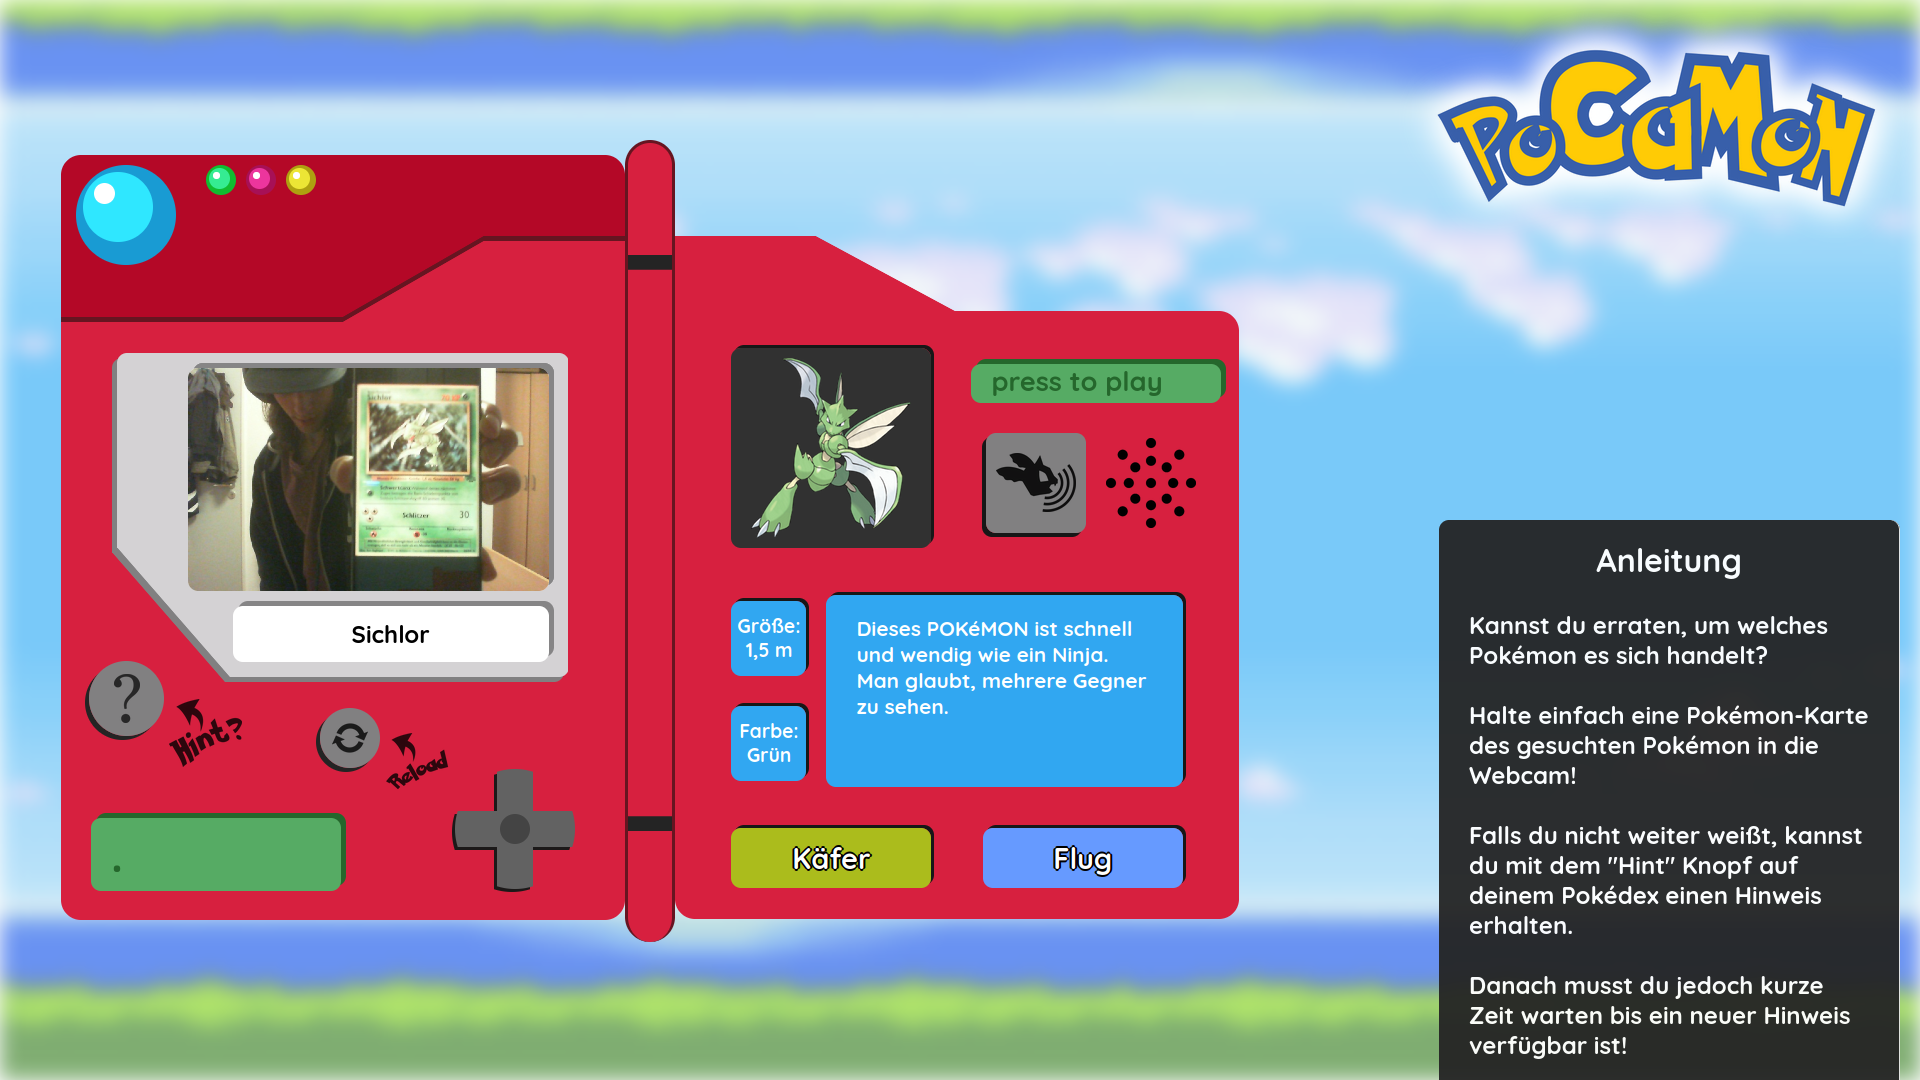 PoCaMon
Sichlor
Sichlor
Schlitzer 30
Sichlor
?
Hint?
Reload
press to play
Größe:
1,5 m
Farbe:
Grün
Dieses POKéMON ist schnell
und wendig wie ein Ninja.
Man glaubt, mehrere Gegner
zu sehen.
Käfer
Flug
.
Anleitung
Kannst du erraten, um welches
Pokémon es sich handelt?
Halte einfach eine Pokémon-Karte
des gesuchten Pokémon in die
Webcam!
Falls du nicht weiter weißt, kannst
du mit dem "Hint" Knopf auf
deinem Pokédex einen Hinweis
erhalten.
Danach musst du jedoch kurze
Zeit warten bis ein neuer Hinweis
verfügbar ist!